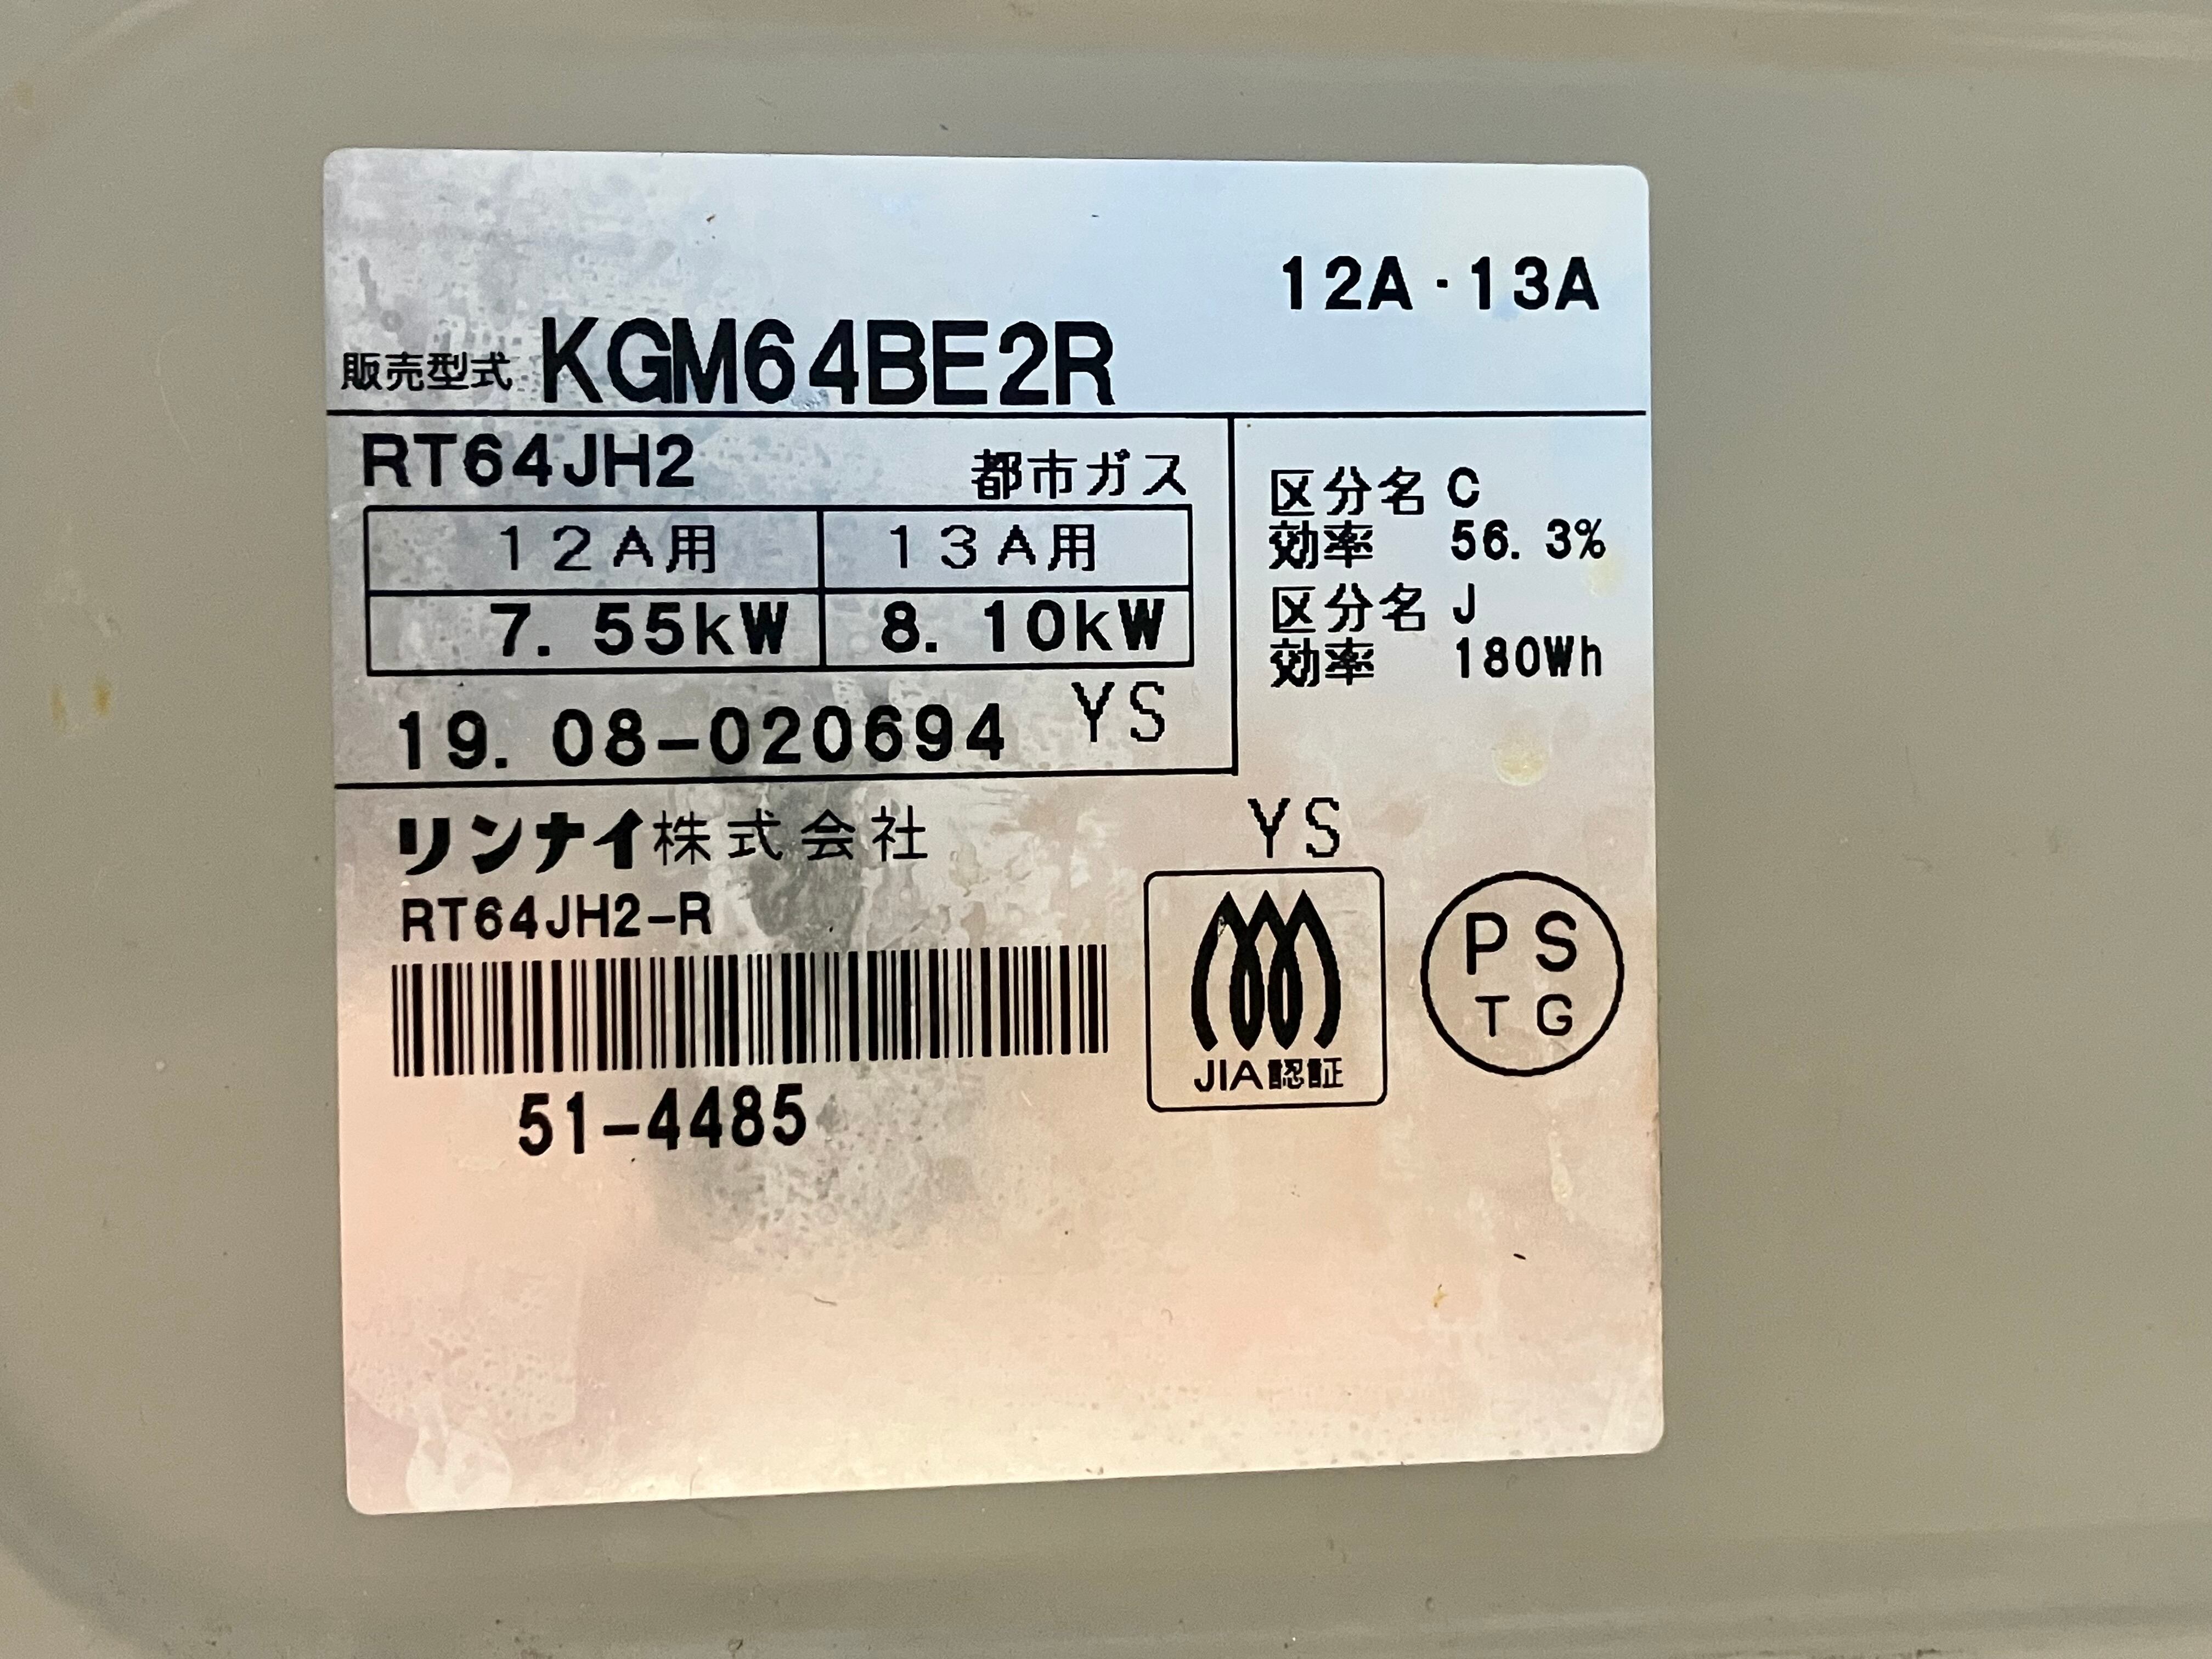 12A・13A
販売型式 KGM64BE2R
RT64JH2 都市ガス
12A用 13A用
7.55kW 8.10kW
19.08-020694 YS
区分名 C
効率 56.3%
区分名 J
効率 180Wh
リンナイ株式会社
RT64JH2-R
51-4485
YS
JIA認証
PS
TG